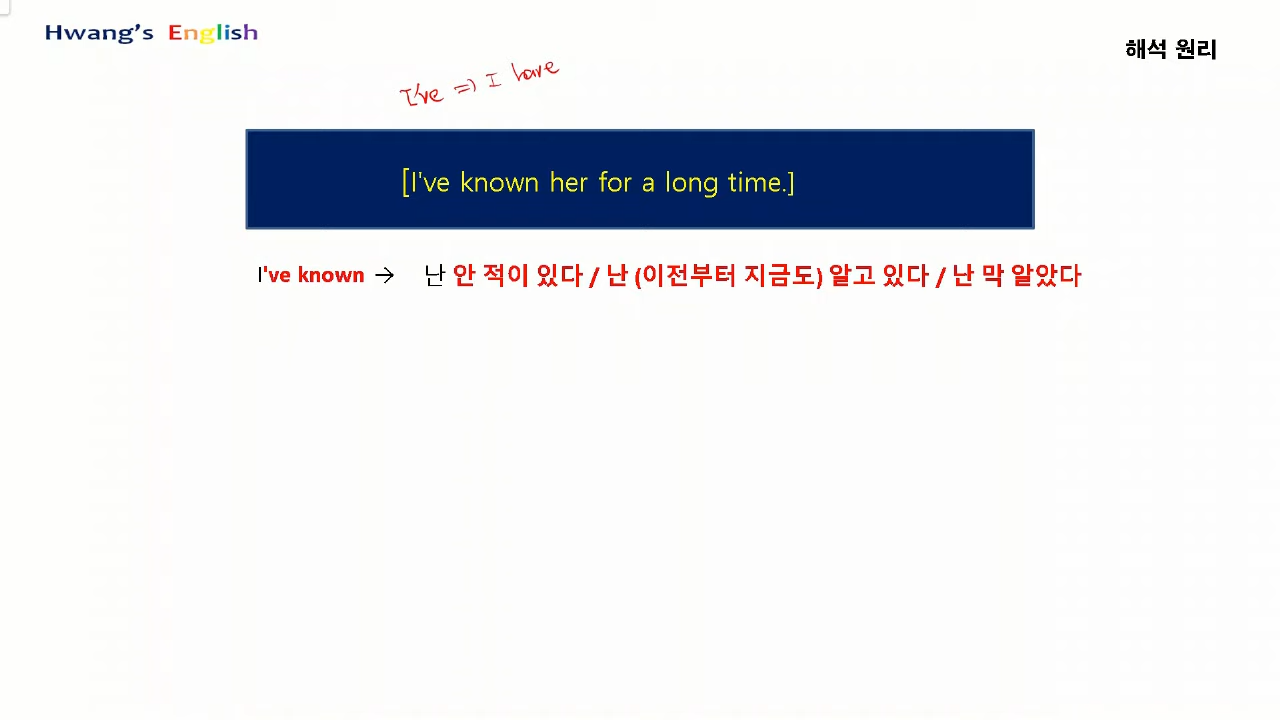 Hwang's English
해석 원리
I've => I have
[I've known her for a long time.]
I've known → 난 안 적이 있다 / 난 (이전부터 지금도) 알고 있다 / 난 막 알았다